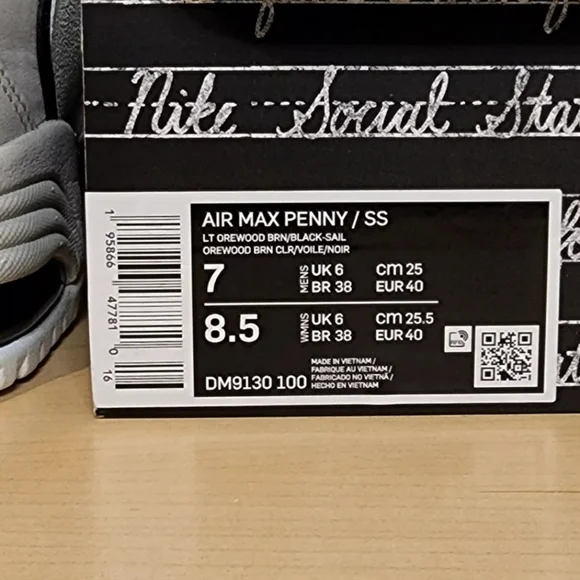 Nike Social Sta
AIR MAX PENNY / SS
LT OREWOOD BRN/BLACK-SAIL
OREWOOD BRN CLR/VOILE/NOIR
7 MENS UK 6 cm 25
BR 38 EUR 40
8.5 WMNS UK 6 cm 25.5
BR 38 EUR 40
MADE IN VIETNAM /
FABRIQUE AU VIETNAM /
FABRICADO NO VIETNÃ /
HECHO EN VIETNAM
DM9130 100
1 95866 47781 0 16